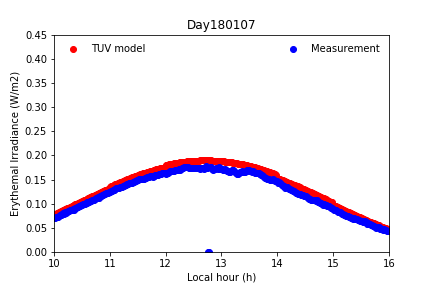 Day180107
TUV model
Measurement
Erythemal Irradiance (W/m2)
0.45
0.40
0.35
0.30
0.25
0.20
0.15
0.10
0.05
0.00
10 11 12 13 14 15 16
Local hour (h)